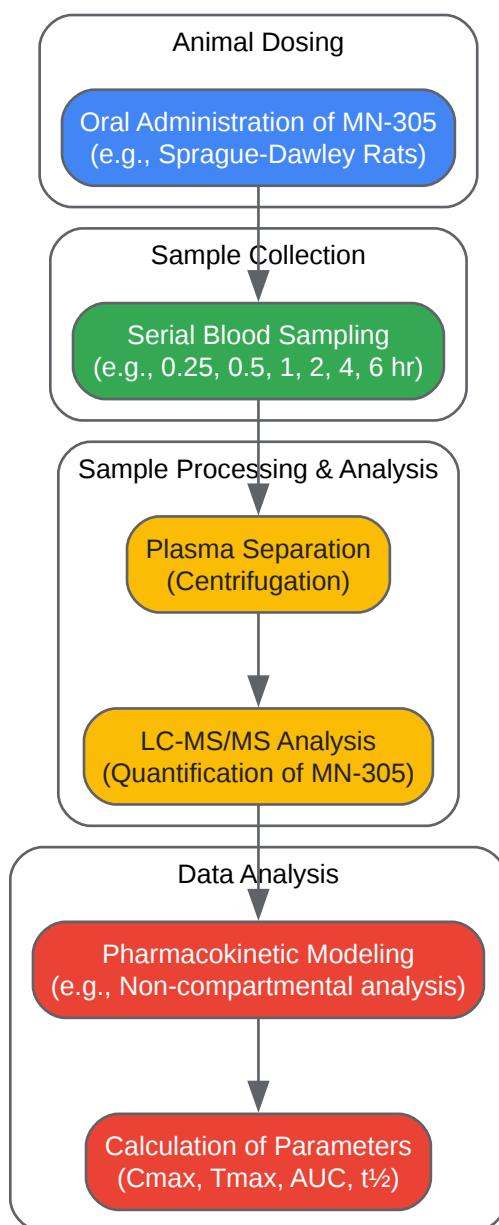 Animal Dosing
Oral Administration of MN-305
(e.g., Sprague-Dawley Rats)
Sample Collection
Serial Blood Sampling
(e.g., 0.25, 0.5, 1, 2, 4, 6 hr)
Sample Processing & Analysis
Plasma Separation
(Centrifugation)
LC-MS/MS Analysis
(Quantification of MN-305)
Data Analysis
Pharmacokinetic Modeling
(e.g., Non-compartmental analysis)
Calculation of Parameters
(Cmax, Tmax, AUC, t½)